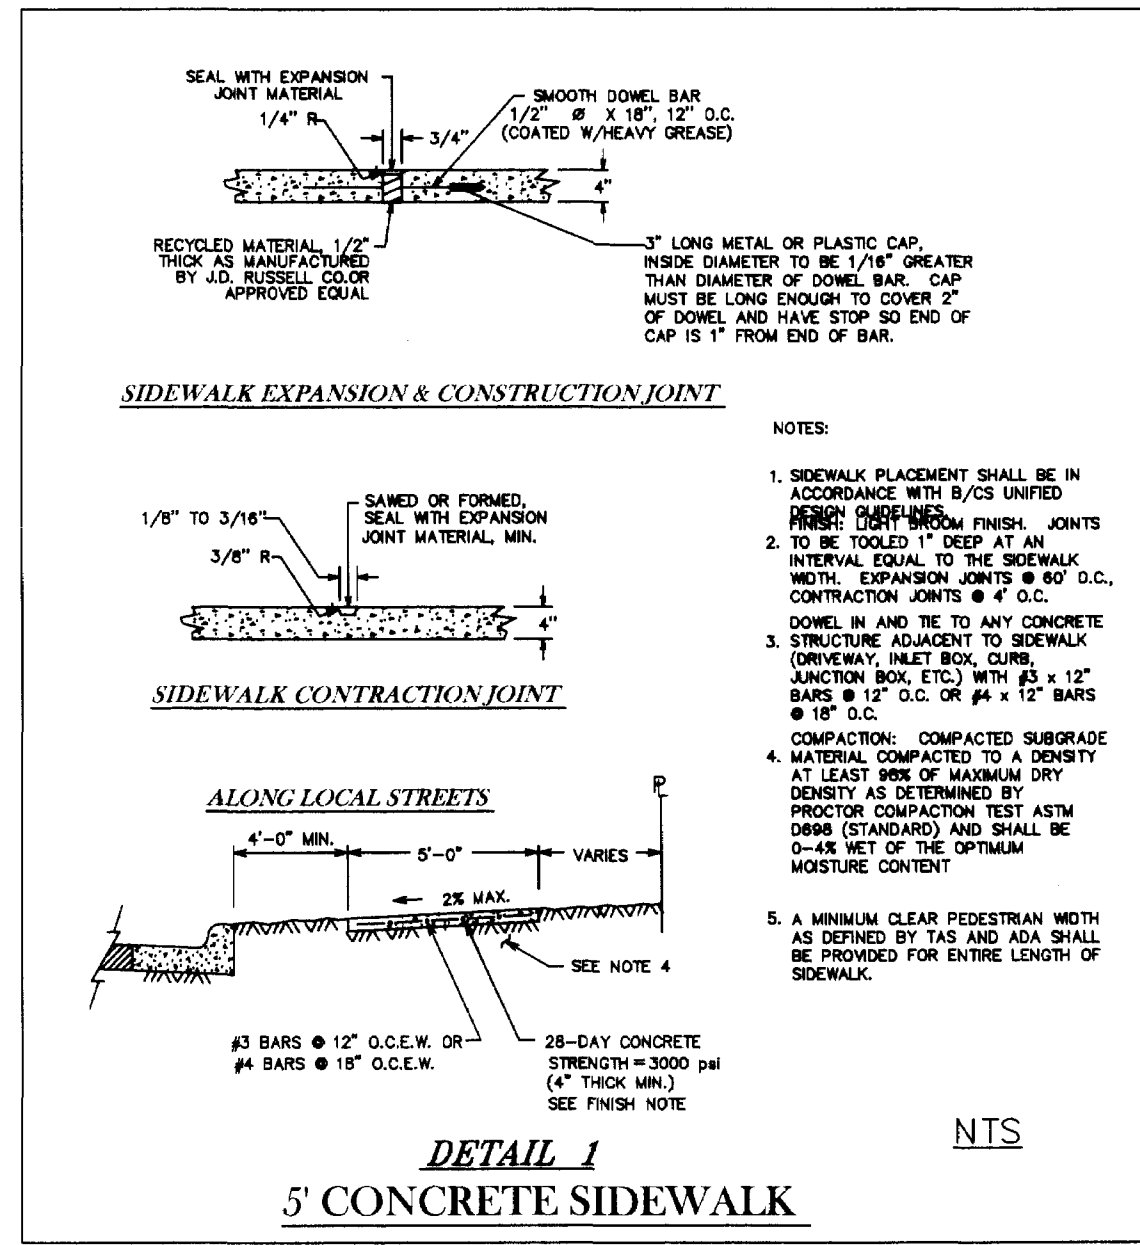 SEAL WITH EXPANSION
JOINT MATERIAL
1/4" R
3/4"
SMOOTH DOWEL BAR
1/2" Ø X 18", 12" O.C.
(COATED W/HEAVY GREASE)
4"
RECYCLED MATERIAL, 1/2"
THICK AS MANUFACTURED
BY J.D. RUSSELL CO.OR
APPROVED EQUAL
3" LONG METAL OR PLASTIC CAP,
INSIDE DIAMETER TO BE 1/16" GREATER
THAN DIAMETER OF DOWEL BAR. CAP
MUST BE LONG ENOUGH TO COVER 2"
OF DOWEL AND HAVE STOP SO END OF
CAP IS 1" FROM END OF BAR.
SIDEWALK EXPANSION & CONSTRUCTION JOINT
1/8" TO 3/16"
3/8" R
SAWED OR FORMED,
SEAL WITH EXPANSION
JOINT MATERIAL, MIN.
4"
SIDEWALK CONTRACTION JOINT
ALONG LOCAL STREETS
4'-0" MIN.
5'-0"
VARIES
PL
2% MAX.
SEE NOTE 4
#3 BARS @ 12" O.C.E.W. OR
#4 BARS @ 18" O.C.E.W.
28-DAY CONCRETE
STRENGTH = 3000 psi
(4" THICK MIN.)
SEE FINISH NOTE
NOTES:
1. SIDEWALK PLACEMENT SHALL BE IN
ACCORDANCE WITH B/CS UNIFIED
DESIGN GUIDELINES.
FINISH: LIGHT BROOM FINISH. JOINTS
2. TO BE TOOLED 1" DEEP AT AN
INTERVAL EQUAL TO THE SIDEWALK
WIDTH. EXPANSION JOINTS @ 60' O.C.,
CONTRACTION JOINTS @ 4' O.C.
DOWEL IN AND TIE TO ANY CONCRETE
3. STRUCTURE ADJACENT TO SIDEWALK
(DRIVEWAY, INLET BOX, CURB,
JUNCTION BOX, ETC.) WITH #3 x 12"
BARS @ 12" O.C. OR #4 x 12" BARS
@ 18" O.C.
COMPACTION: COMPACTED SUBGRADE
4. MATERIAL COMPACTED TO A DENSITY
AT LEAST OF MAXIMUM DRY
DENSITY AS DETERMINED BY
PROCTOR COMPACTION TEST ASTM
D698 (STANDARD) AND SHALL BE
0-4% WET OF THE OPTIMUM
MOISTURE CONTENT
5. A MINIMUM CLEAR PEDESTRIAN WIDTH
AS DEFINED BY TAS AND ADA SHALL
BE PROVIDED FOR ENTIRE LENGTH OF
SIDEWALK.
NTS
DETAIL 1
5' CONCRETE SIDEWALK